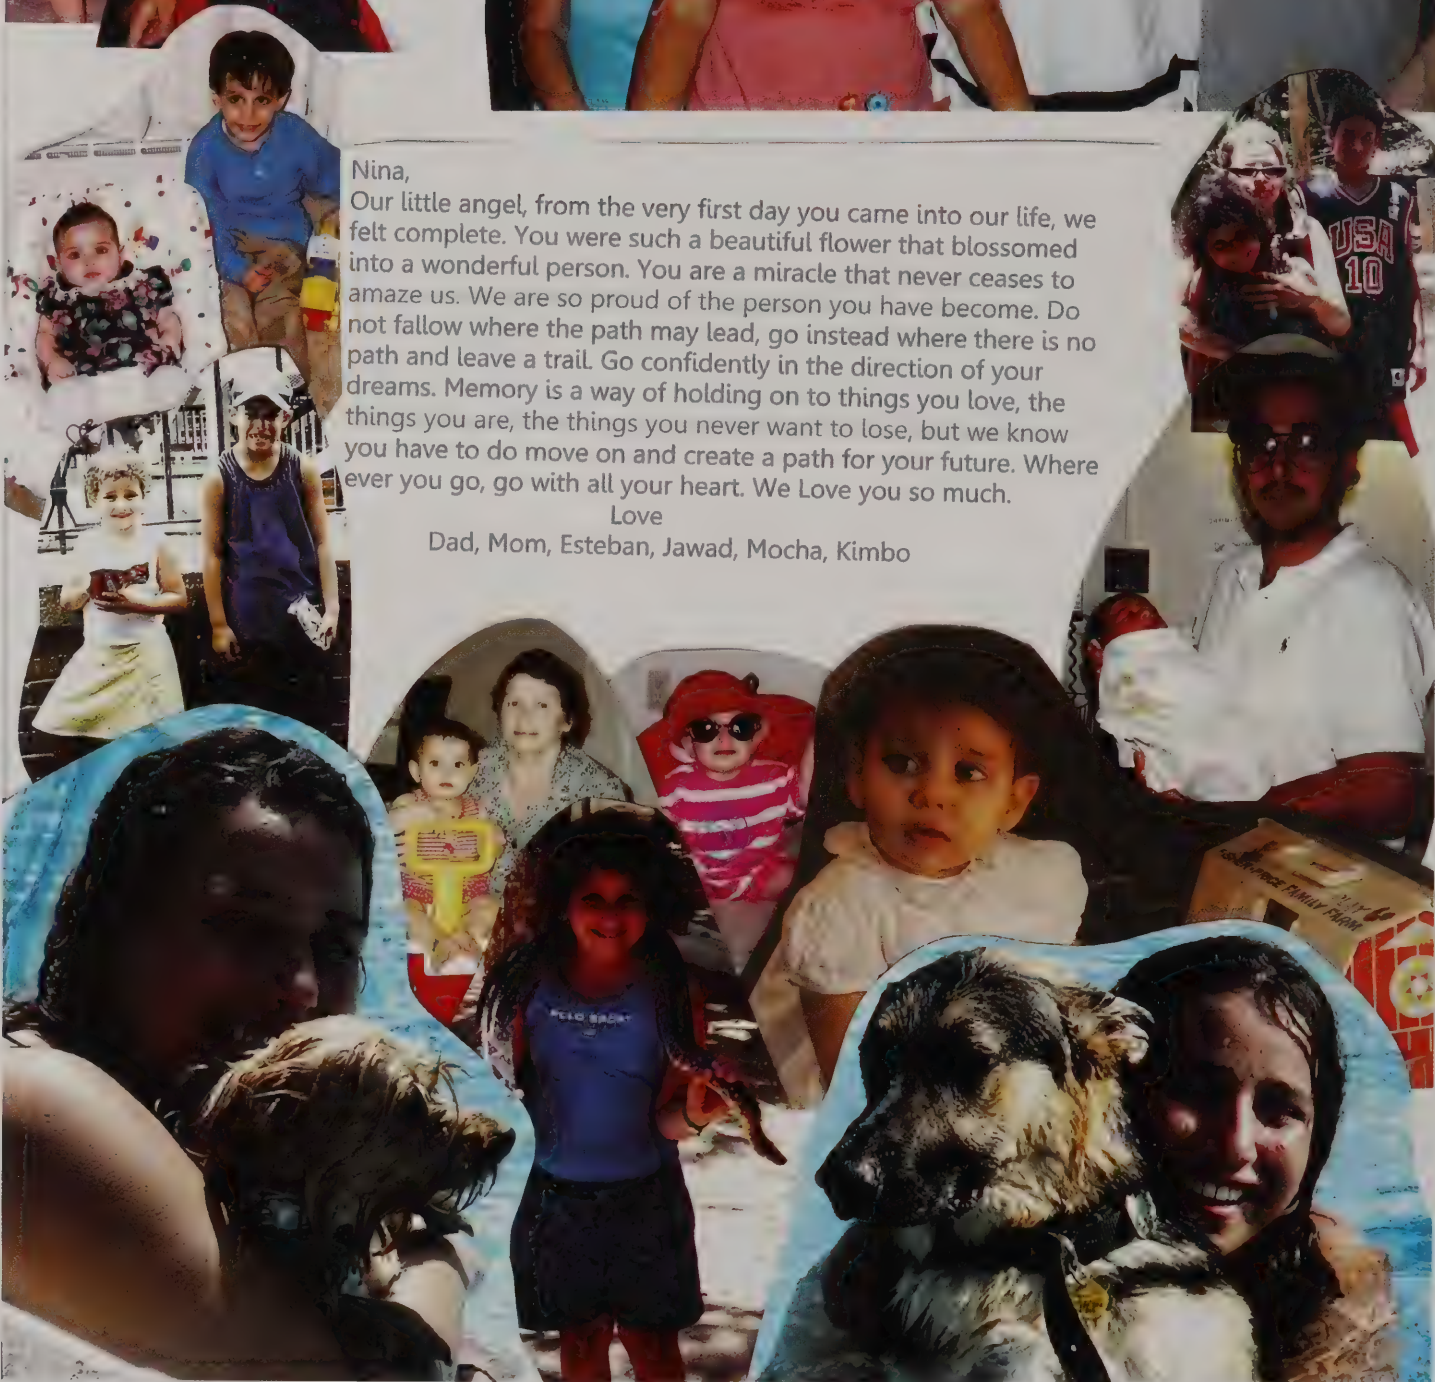 Nina,
Our little angel, from the very first day you came into our life, we
felt complete. You were such a beautiful flower that blossomed
into a wonderful person. You are a miracle that never ceases to
amaze us. We are so proud of the person you have become. Do
not fallow where the path may lead, go instead where there is no
path and leave a trail. Go confidently in the direction of your
dreams. Memory is a way of holding on to things you love, the
things you are, the things you never want to lose, but we know
you have to do move on and create a path for your future. Where
ever you go, go with all your heart. We Love you so much.
Love
Dad, Mom, Esteban, Jawad, Mocha, Kimbo
USA
10
FAMILY FARM